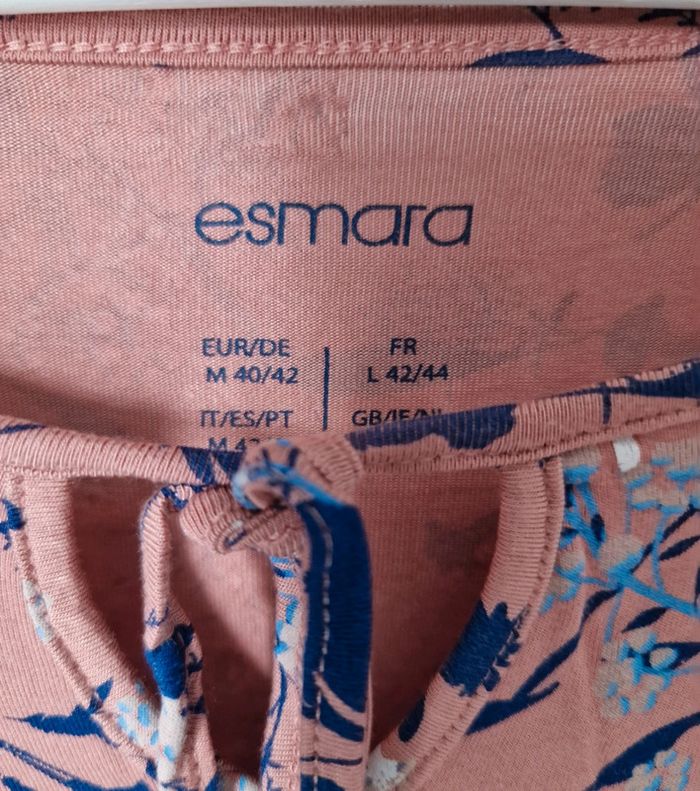 esmara
EUR/DE FR
M 40/42 L 42/44
IT/ES/PT
M